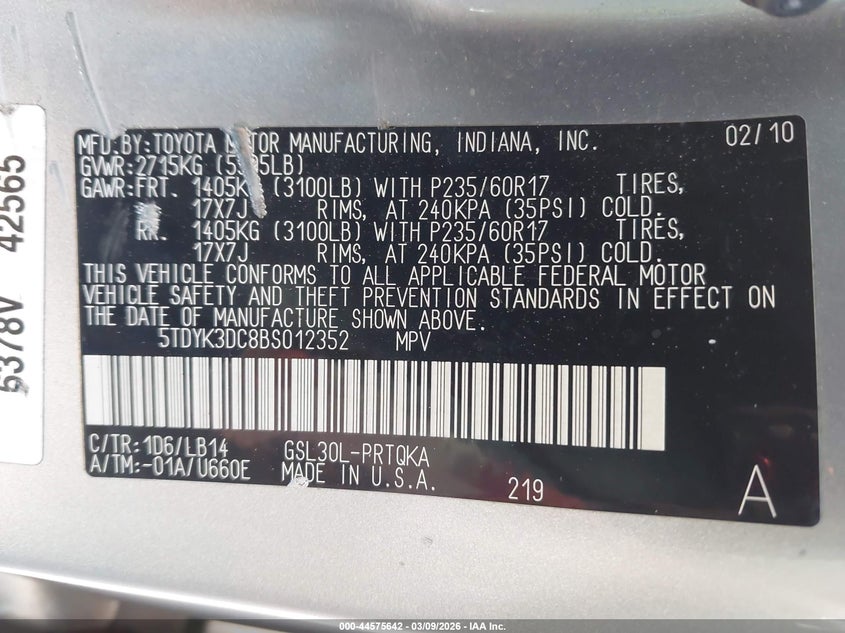 MFD.BY:TOYOTA MOTOR MANUFACTURING, INDIANA, INC. 02/10
GVWR:2715KG
GAWR:FRT. 1405KG (3100LB) WITH P235/60R17 TIRES,
17X7J RIMS, AT 240KPA (35PSI) COLD.
RR. 1405KG (3100LB) WITH P235/60R17 TIRES,
17X7J RIMS, AT 240KPA (35PSI) COLD.
THIS VEHICLE CONFORMS TO ALL APPLICABLE FEDERAL MOTOR
VEHICLE SAFETY AND THEFT PREVENTION STANDARDS IN EFFECT ON
THE DATE OF MANUFACTURE SHOWN ABOVE.
5TDYK3DC8BS012352 MPV
C/TR:1D6/LB14 GSL30L-PRTQKA
A/TM:-01A/U660E MADE IN U.S.A. 219 A
42565
000-44575642 | 03/09/2026 - IAA Inc.